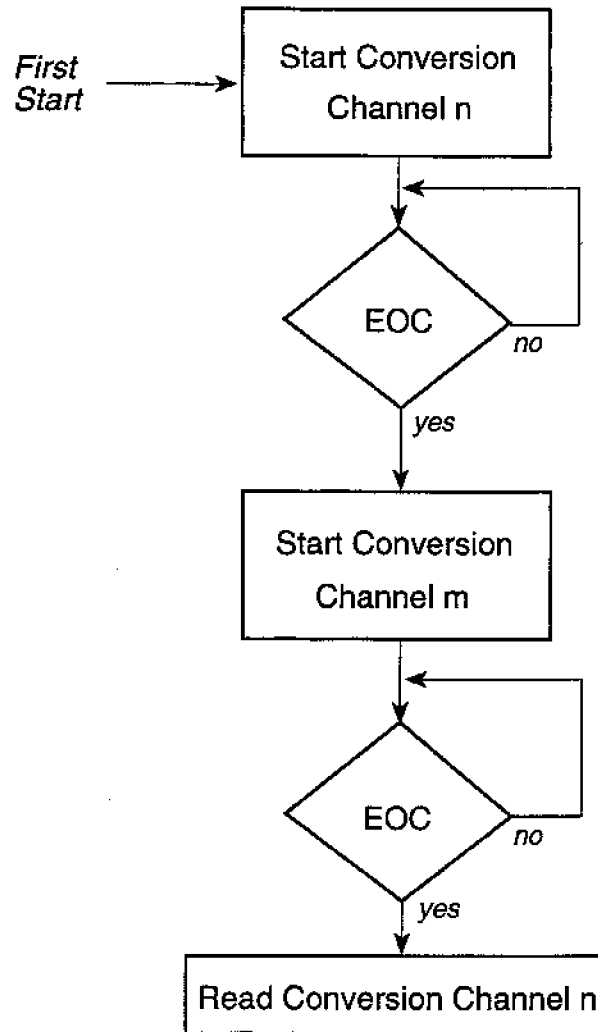 First
Start
Start Conversion
Channel n
EOC
no
yes
Start Conversion
Channel m
EOC
no
yes
Read Conversion Channel n